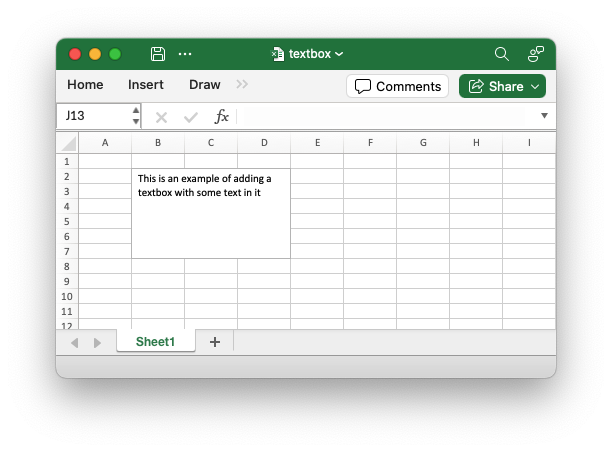 textbox
Home Insert Draw Comments Share
J13 fx
A B C D E F G H I
1
2
3
4
5
6
7
8
9
10
11
12
This is an example of adding a
textbox with some text in it
Sheet1 +